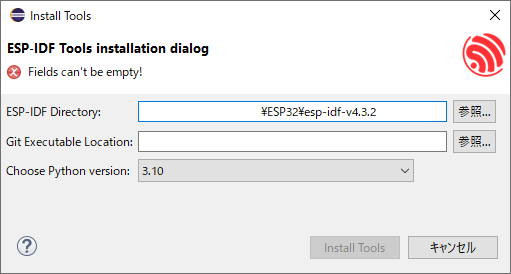 Install Tools
ESP-IDF Tools installation dialog
Fields can't be empty!
ESP-IDF Directory: ¥ESP32¥esp-idf-v4.3.2 参照...
Git Executable Location: 参照...
Choose Python version: 3.10
Install Tools キャンセル